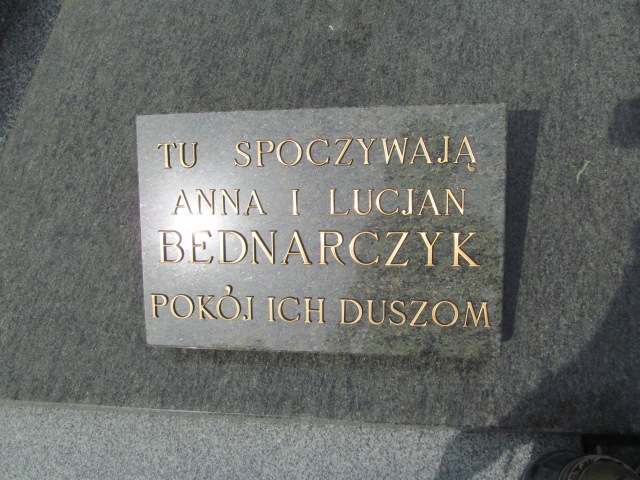 TU SPOCZYWAJĄ
ANNA I LUCJAN
BEDNARCZYK
POKÓJ ICH DUSZOM